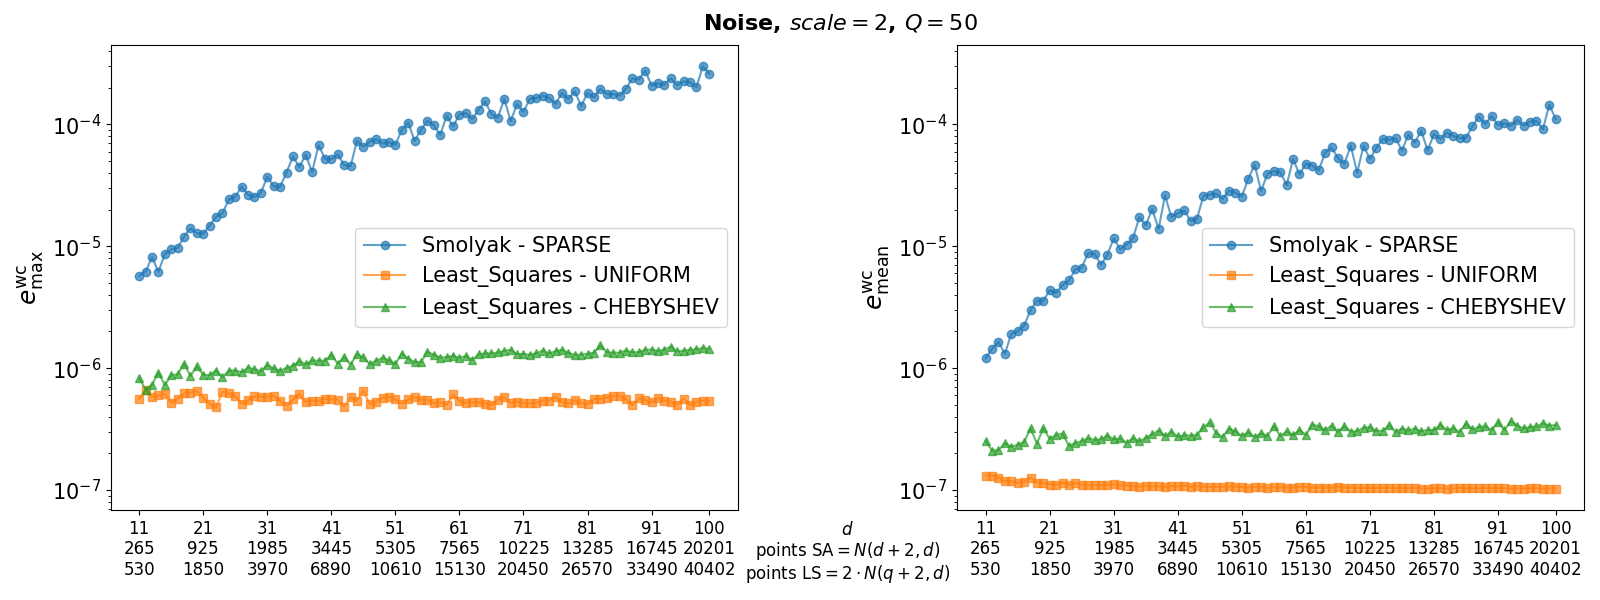 Noise, scale = 2, Q = 50
e^wc_max
10^-4
10^-5
10^-6
10^-7
Smolyak - SPARSE
Least_Squares - UNIFORM
Least_Squares - CHEBYSHEV
11 21 31 41 51 61 71 81 91 100
265 925 1985 3445 5305 7565 10225 13285 16745 20201
530 1850 3970 6890 10610 15130 20450 26570 33490 40402
d
points SA = N(d + 2, d)
points LS = 2 · N(q + 2, d)
e^wc_mean
10^-4
10^-5
10^-6
10^-7
Smolyak - SPARSE
Least_Squares - UNIFORM
Least_Squares - CHEBYSHEV
11 21 31 41 51 61 71 81 91 100
265 925 1985 3445 5305 7565 10225 13285 16745 20201
530 1850 3970 6890 10610 15130 20450 26570 33490 40402